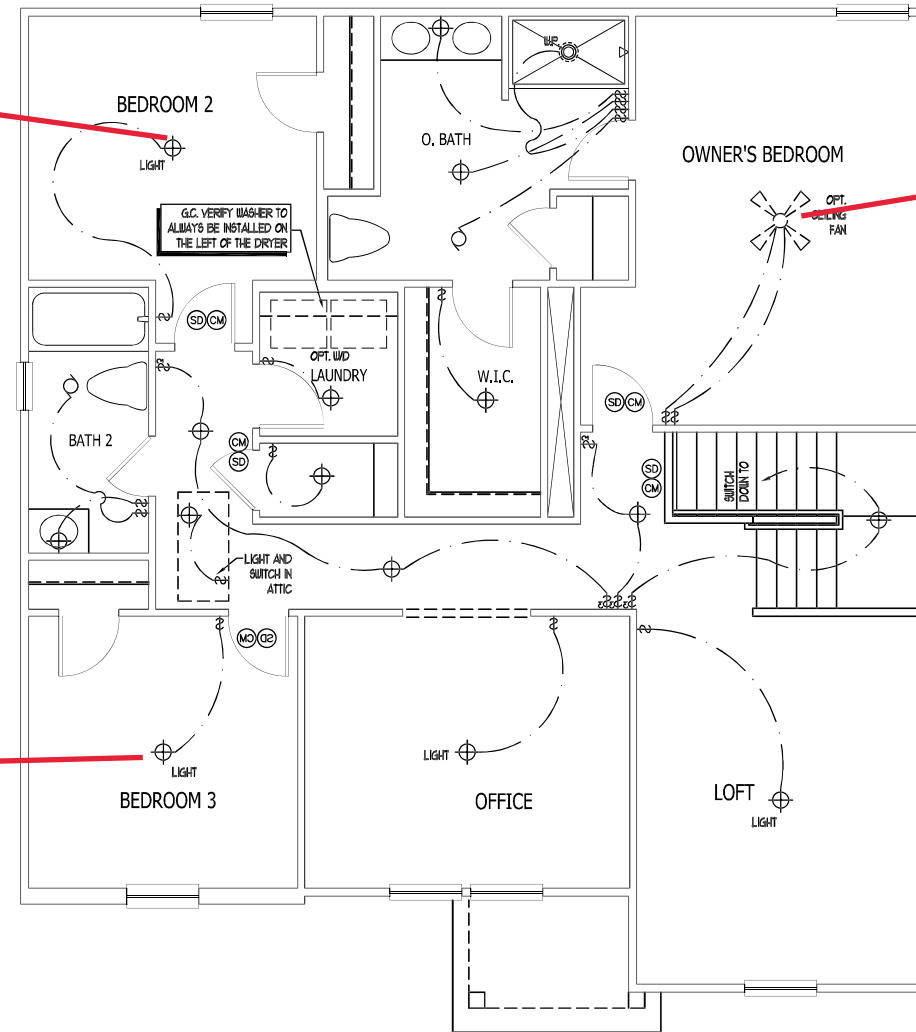 BEDROOM 2
LIGHT
WP
O. BATH
OWNER'S BEDROOM
OPT.
CEILING
FAN
G.C. VERIFY WASHER TO
ALWAYS BE INSTALLED ON
THE LEFT OF THE DRYER
SD CM
OPT. W/D
LAUNDRY
W.I.C.
SD CM
BATH 2
CM
SD
SD
CM
SWITCH
DOWN TO
LIGHT AND
SWITCH IN
ATTIC
SD CM
LIGHT
BEDROOM 3
LIGHT
OFFICE
LOFT
LIGHT